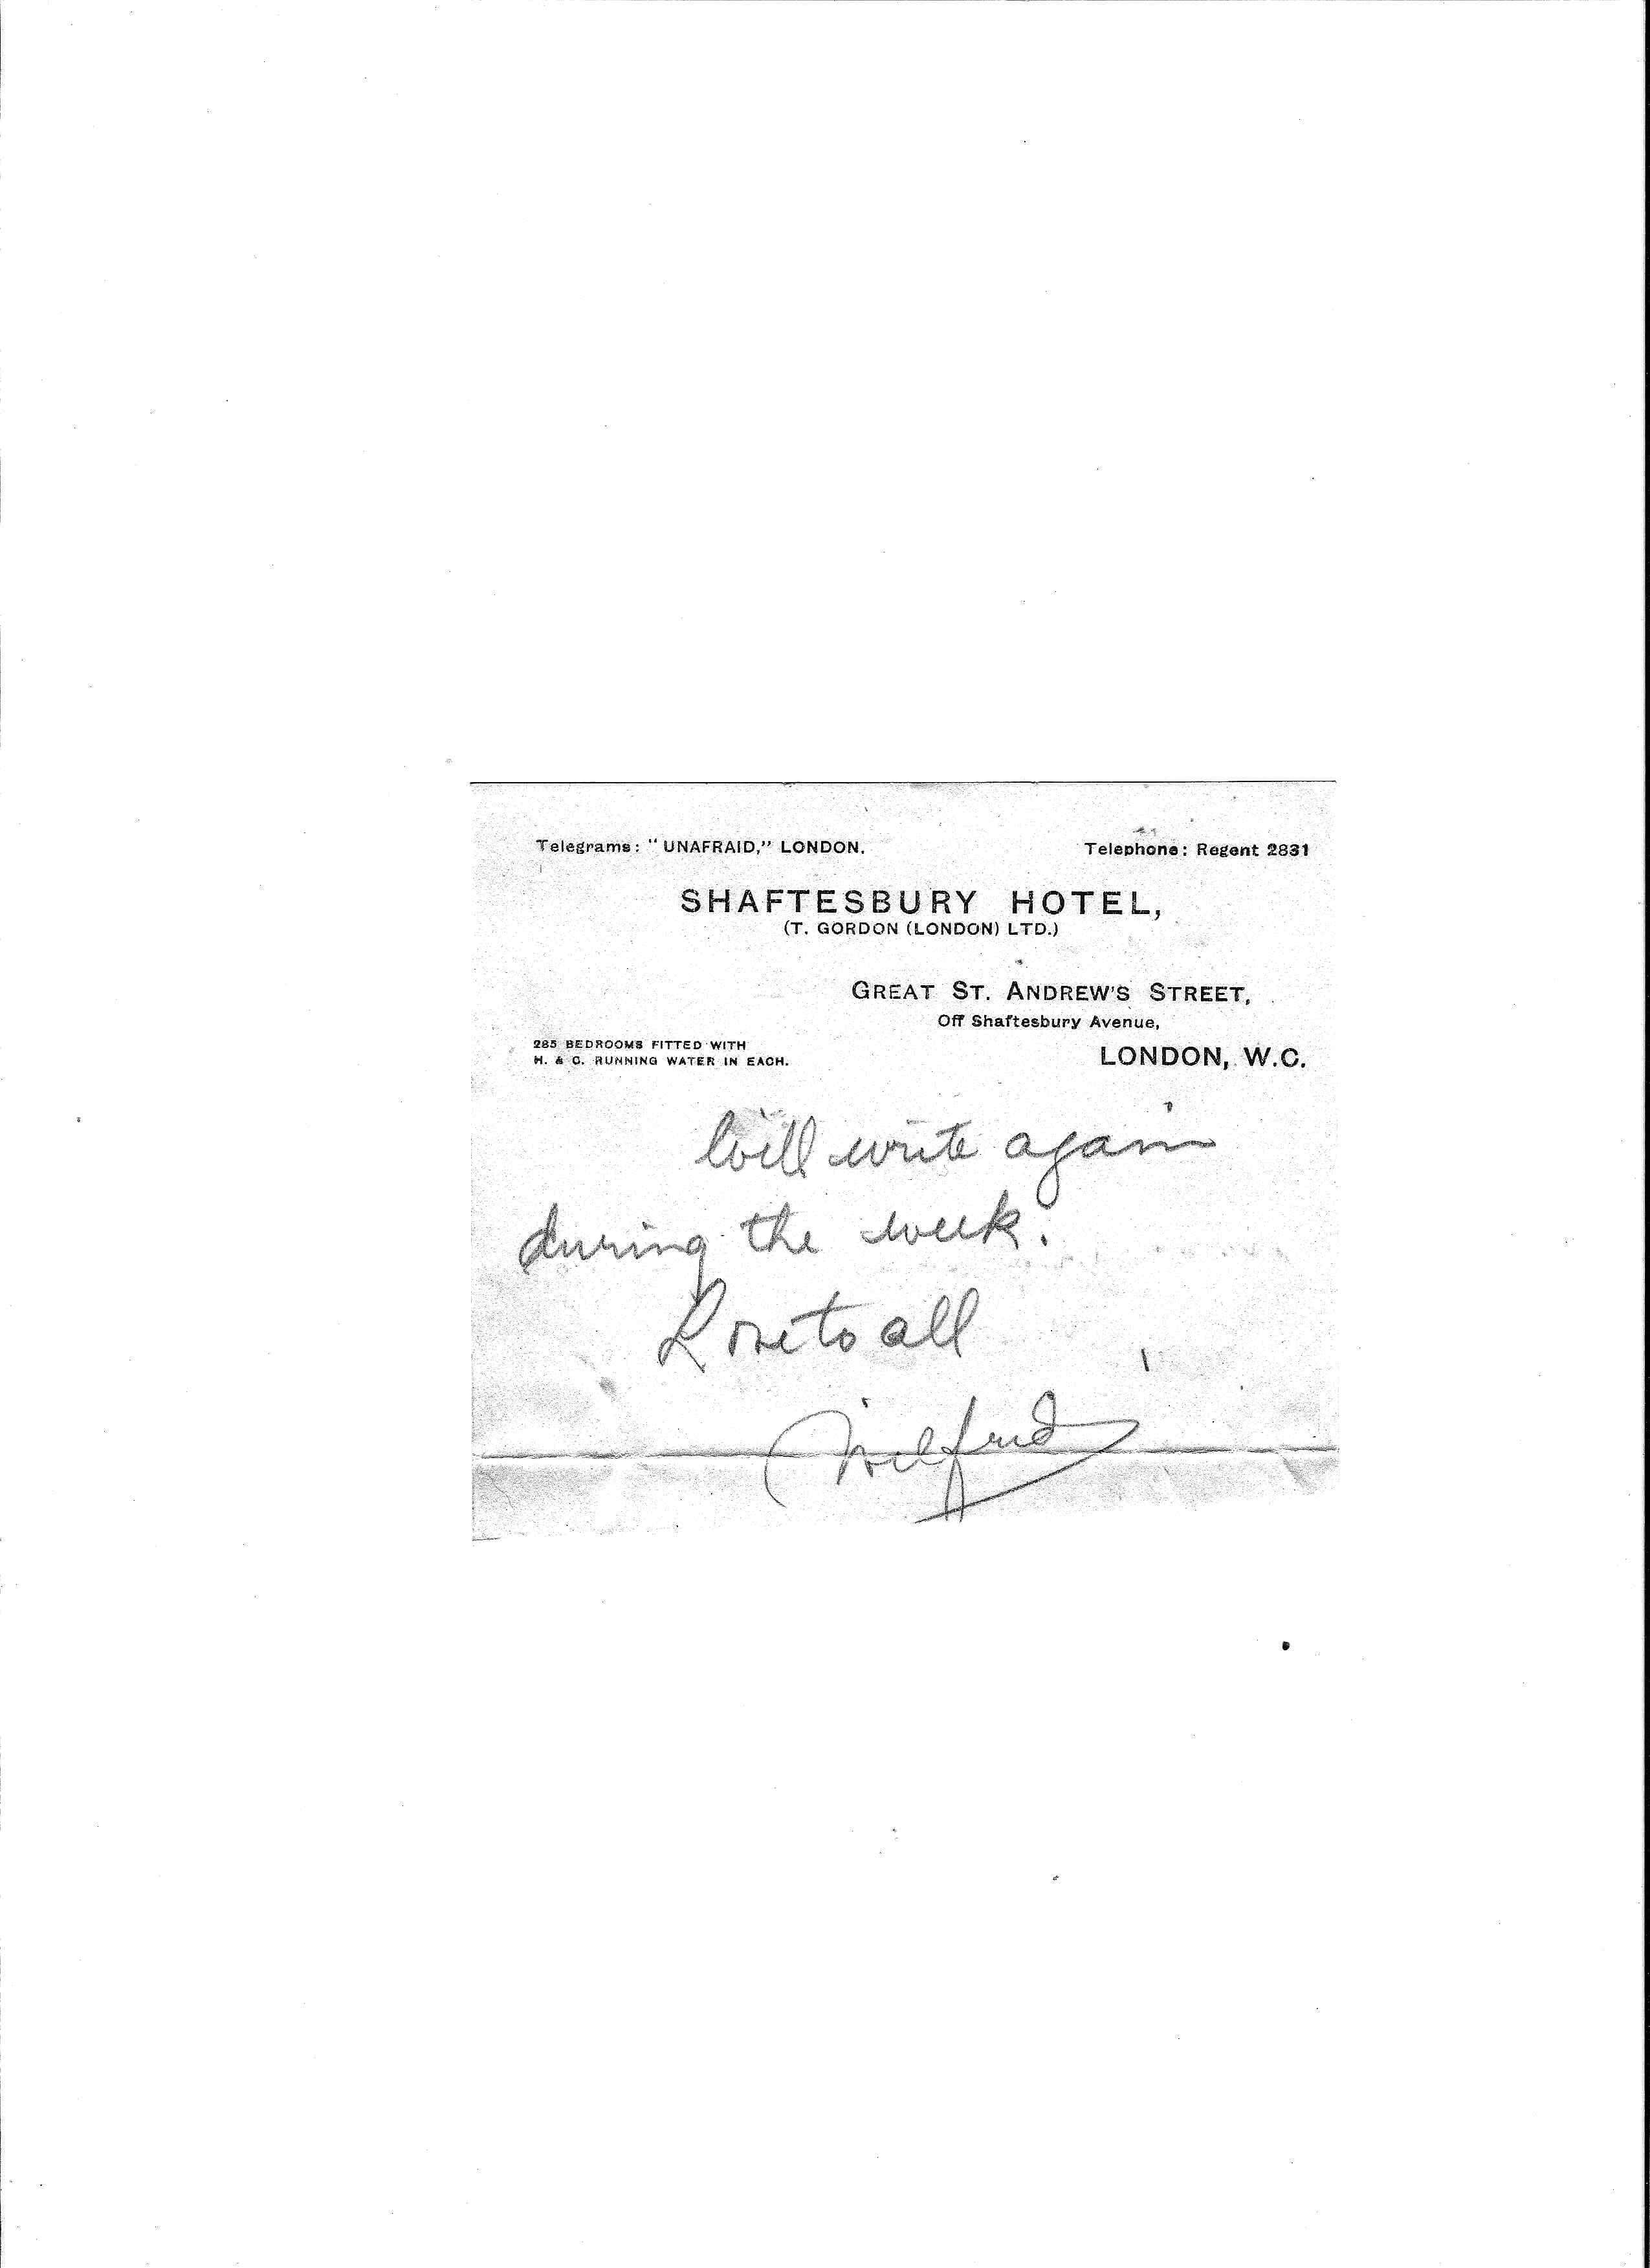 Telegrams: "UNAFRAID," LONDON. Telephone: Regent 2831
SHAFTESBURY HOTEL,
(T. GORDON (LONDON) LTD.)
GREAT ST. ANDREW'S STREET,
Off Shaftesbury Avenue,
285 BEDROOMS FITTED WITH
H. & C. RUNNING WATER IN EACH.
LONDON, W.C.
Will write again
during the week.
Love to all
Wilfrid